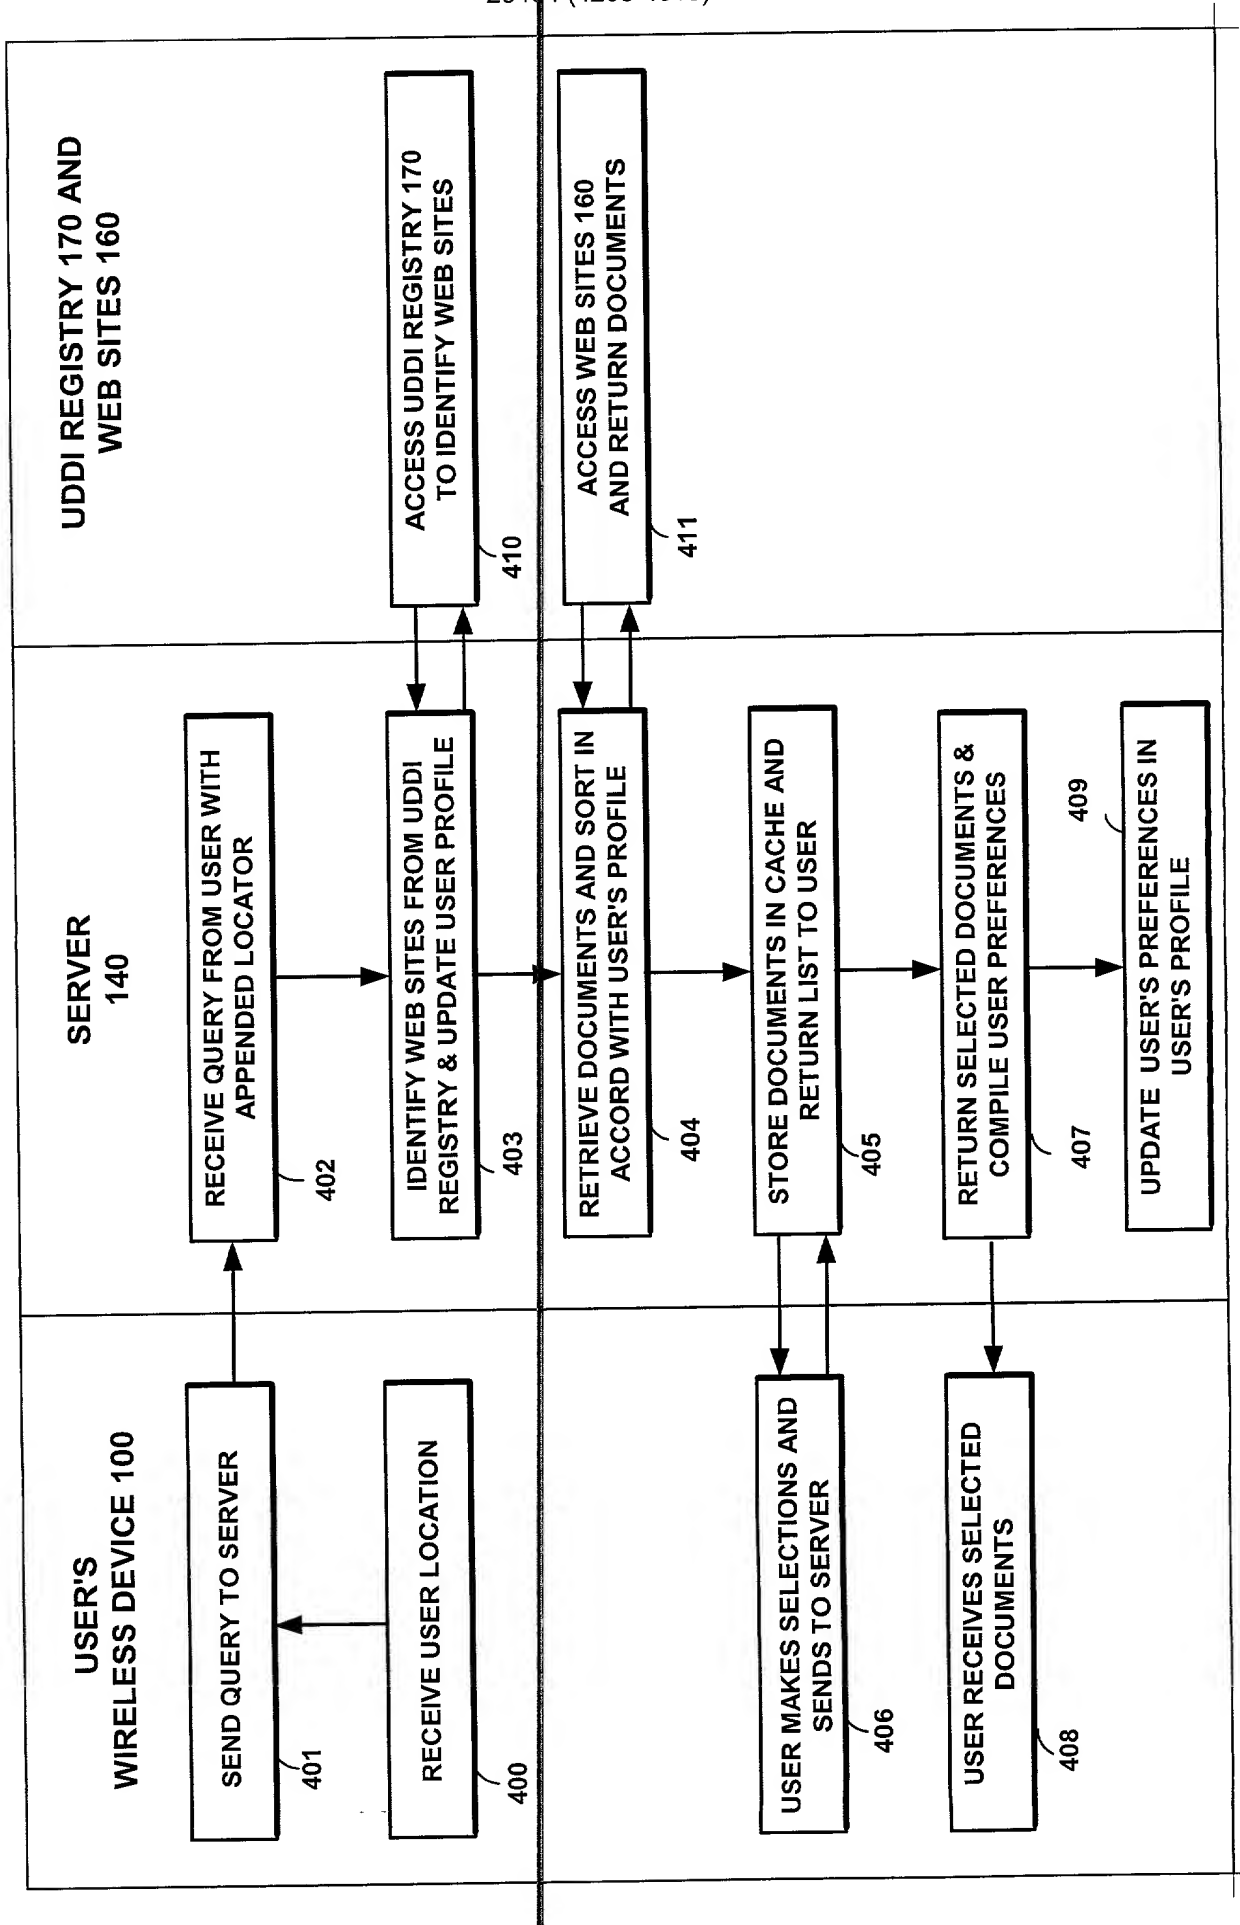 USER'S
WIRELESS DEVICE 100
SERVER
140
UDDI REGISTRY 170 AND
WEB SITES 160
SEND QUERY TO SERVER
401
RECEIVE USER LOCATION
400
RECEIVE QUERY FROM USER WITH
APPENDED LOCATOR
402
IDENTIFY WEB SITES FROM UDDI
REGISTRY & UPDATE USER PROFILE
403
ACCESS UDDI REGISTRY 170
TO IDENTIFY WEB SITES
410
RETRIEVE DOCUMENTS AND SORT IN
ACCORD WITH USER'S PROFILE
404
ACCESS WEB SITES 160
AND RETURN DOCUMENTS
411
USER MAKES SELECTIONS AND
SENDS TO SERVER
406
STORE DOCUMENTS IN CACHE AND
RETURN LIST TO USER
405
USER RECEIVES SELECTED
DOCUMENTS
408
RETURN SELECTED DOCUMENTS &
COMPILE USER PREFERENCES
407
UPDATE USER'S PREFERENCES IN
USER'S PROFILE
409